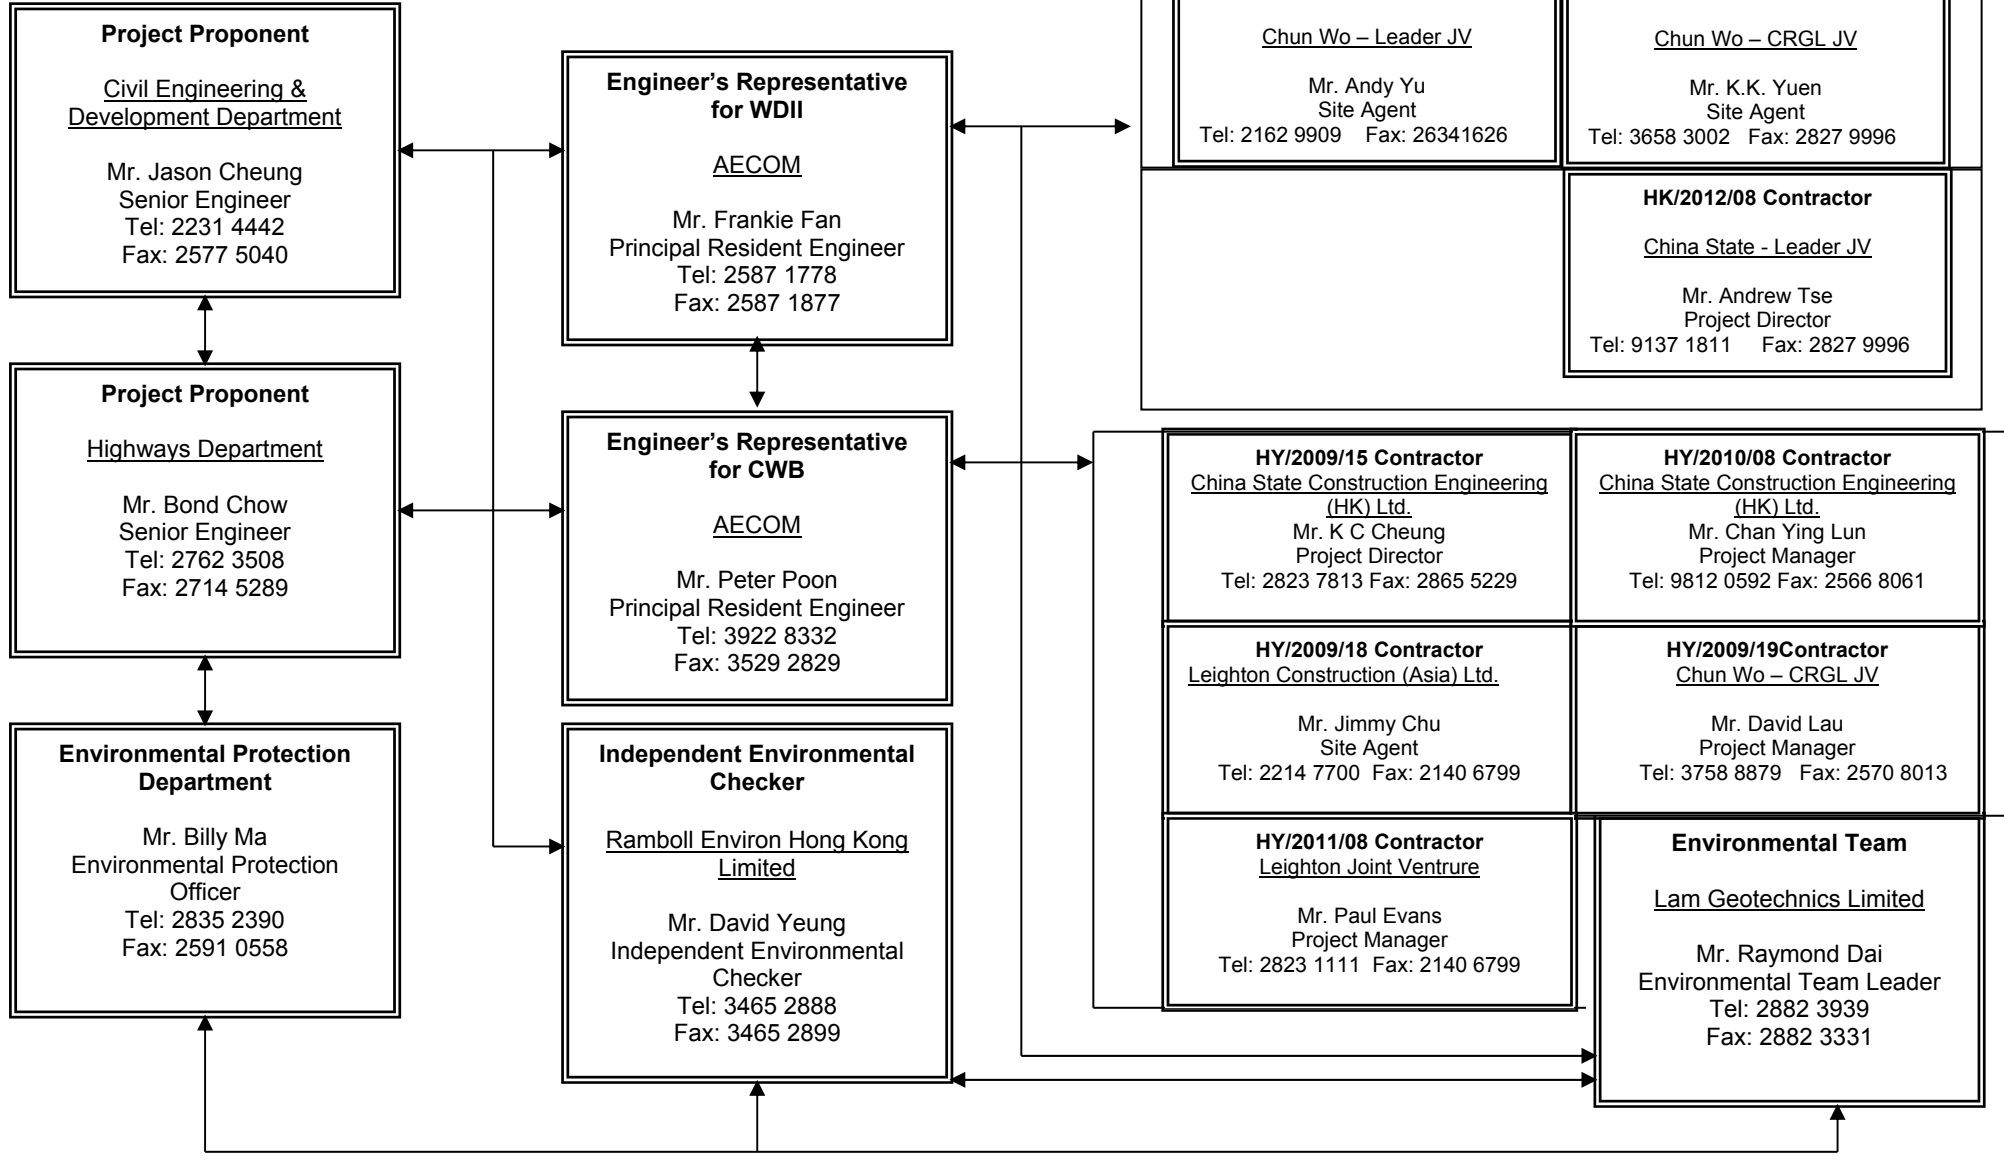 Project Proponent
Civil Engineering &
Development Department
Mr. Jason Cheung
Senior Engineer
Tel: 2231 4442
Fax: 2577 5040
Project Proponent
Highways Department
Mr. Bond Chow
Senior Engineer
Tel: 2762 3508
Fax: 2714 5289
Environmental Protection
Department
Mr. Billy Ma
Environmental Protection
Officer
Tel: 2835 2390
Fax: 2591 0558
Engineer’s Representative
for WDII
AECOM
Mr. Frankie Fan
Principal Resident Engineer
Tel: 2587 1778
Fax: 2587 1877
Engineer’s Representative
for CWB
AECOM
Mr. Peter Poon
Principal Resident Engineer
Tel: 3922 8332
Fax: 3529 2829
Independent Environmental
Checker
Ramboll Environ Hong Kong
Limited
Mr. David Yeung
Independent Environmental
Checker
Tel: 3465 2888
Fax: 3465 2899
Chun Wo – Leader JV
Mr. Andy Yu
Site Agent
Tel: 2162 9909 Fax: 26341626
Chun Wo – CRGL JV
Mr. K.K. Yuen
Site Agent
Tel: 3658 3002 Fax: 2827 9996
HK/2012/08 Contractor
China State - Leader JV
Mr. Andrew Tse
Project Director
Tel: 9137 1811 Fax: 2827 9996
HY/2009/15 Contractor
China State Construction Engineering
(HK) Ltd.
Mr. K C Cheung
Project Director
Tel: 2823 7813 Fax: 2865 5229
HY/2010/08 Contractor
China State Construction Engineering
(HK) Ltd.
Mr. Chan Ying Lun
Project Manager
Tel: 9812 0592 Fax: 2566 8061
HY/2009/18 Contractor
Leighton Construction (Asia) Ltd.
Mr. Jimmy Chu
Site Agent
Tel: 2214 7700 Fax: 2140 6799
HY/2009/19Contractor
Chun Wo – CRGL JV
Mr. David Lau
Project Manager
Tel: 3758 8879 Fax: 2570 8013
HY/2011/08 Contractor
Leighton Joint Ventrure
Mr. Paul Evans
Project Manager
Tel: 2823 1111 Fax: 2140 6799
Environmental Team
Lam Geotechnics Limited
Mr. Raymond Dai
Environmental Team Leader
Tel: 2882 3939
Fax: 2882 3331